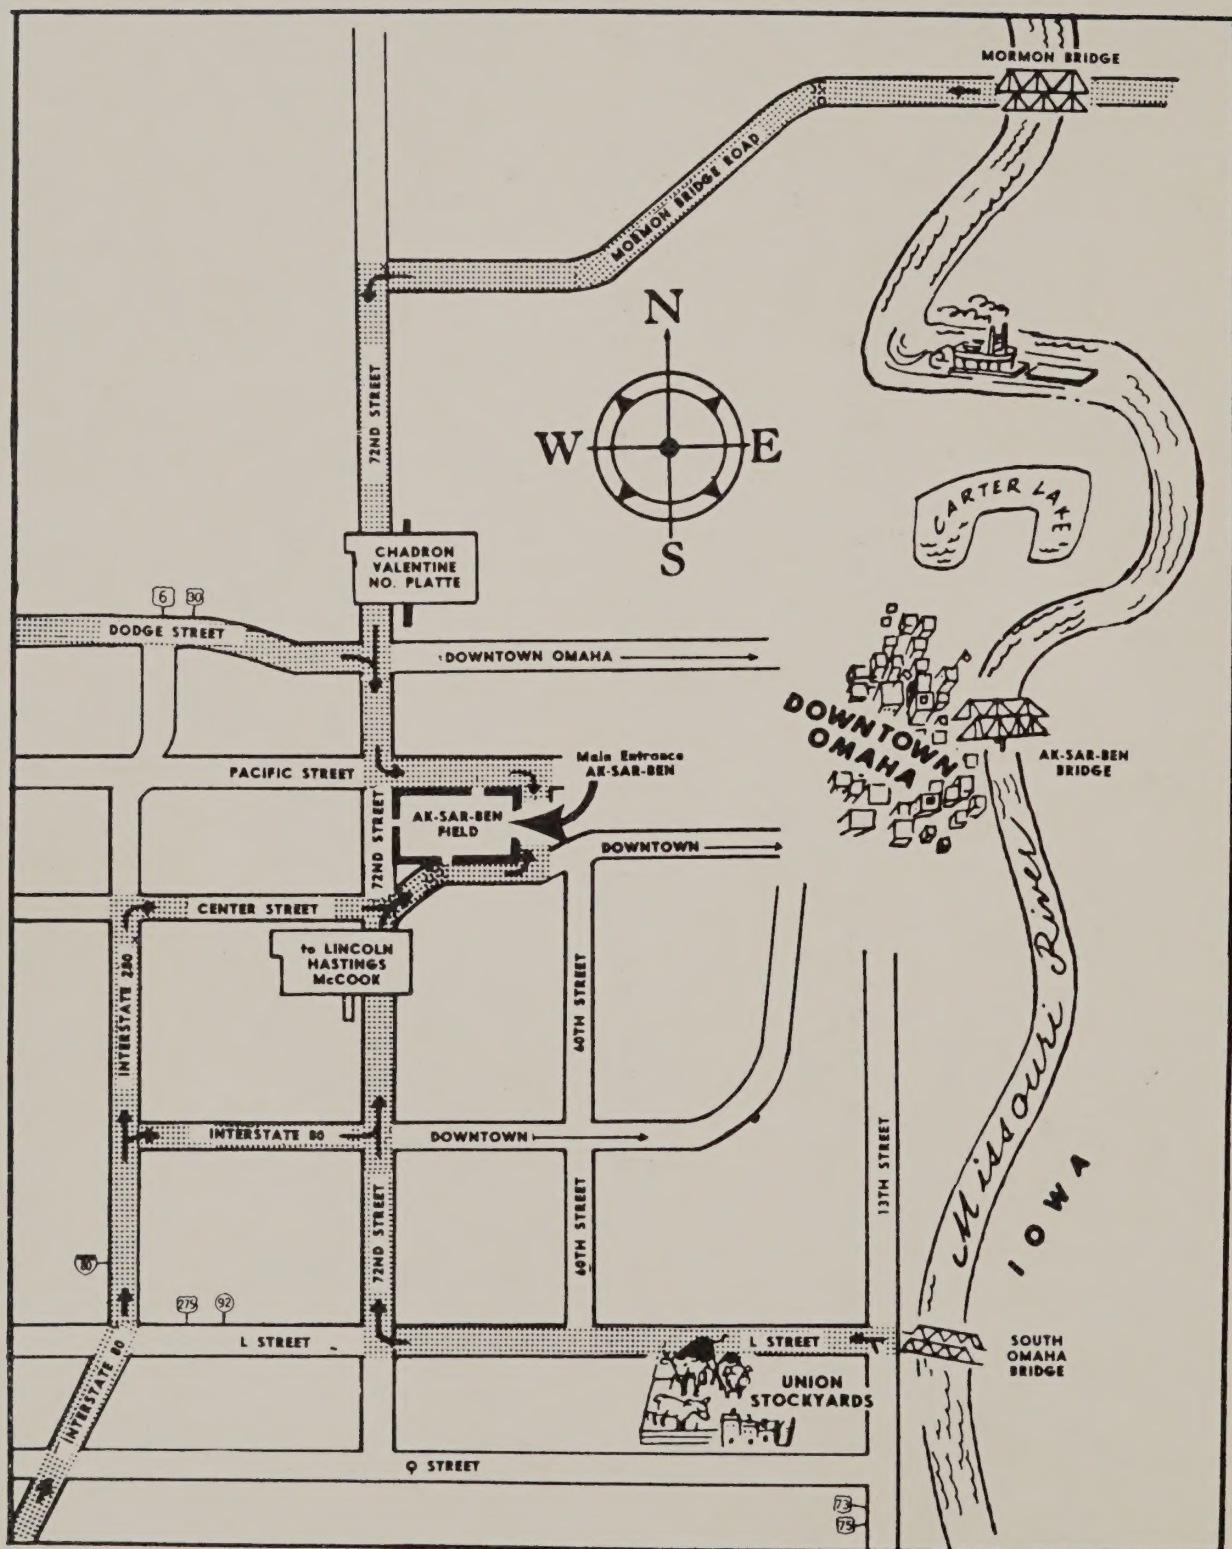 MORMON BRIDGE
MORMON BRIDGE ROAD
N
W
E
S
72ND STREET
CARTER LAKE
CHADRON
VALENTINE
NO. PLATTE
6
30
DODGE STREET
DOWNTOWN OMAHA
DOWNTOWN
OMAHA
AK-SAR-BEN
BRIDGE
PACIFIC STREET
Main Entrance
AK-SAR-BEN
72ND STREET
AK-SAR-BEN
FIELD
DOWNTOWN
CENTER STREET
to LINCOLN
HASTINGS
McCOOK
INTERSTATE 280
60TH STREET
Missouri River
INTERSTATE 80
DOWNTOWN
72ND STREET
60TH STREET
13TH STREET
IOWA
80
275
92
L STREET
L STREET
SOUTH
OMAHA
BRIDGE
INTERSTATE 80
UNION
STOCKYARDS
Q STREET
73
75